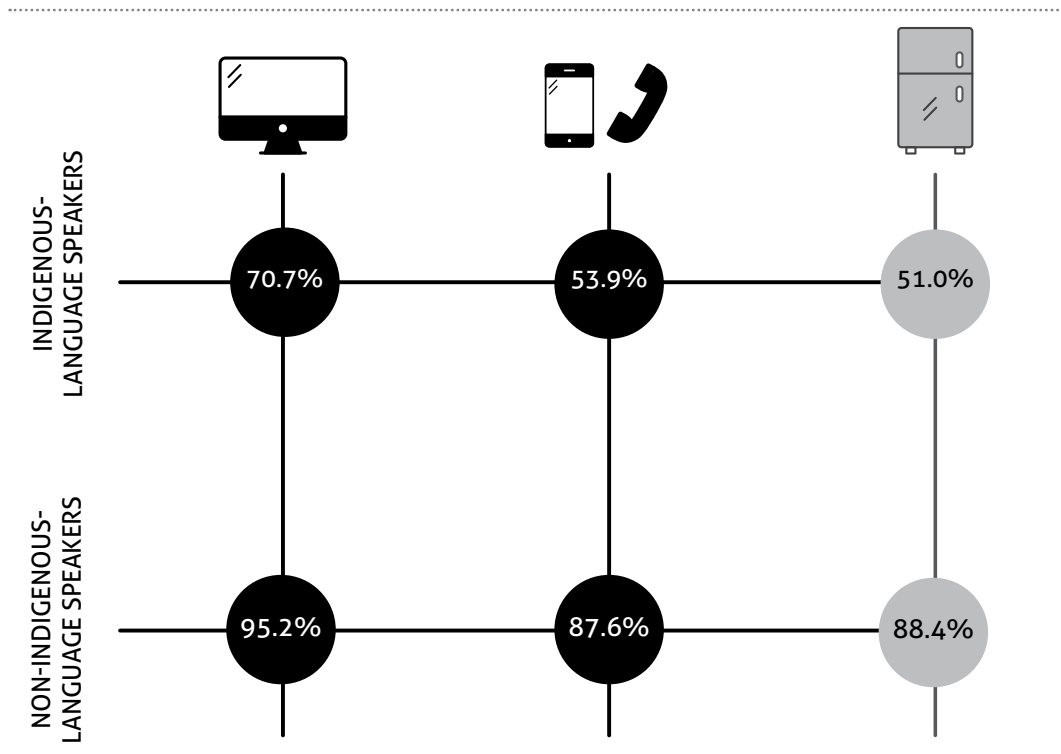 INDIGENOUS-
LANGUAGE SPEAKERS
70.7%
53.9%
51.0%
NON-INDIGENOUS-
LANGUAGE SPEAKERS
95.2%
87.6%
88.4%